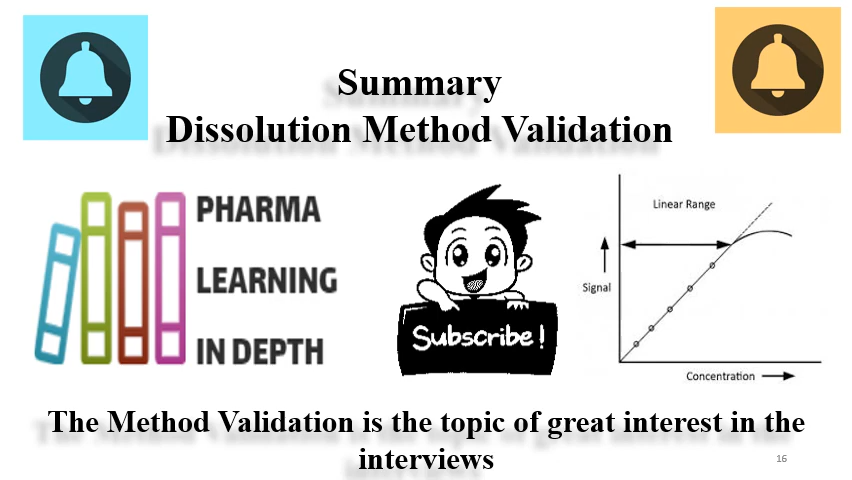 Summary
Dissolution Method Validation
PHARMA
LEARNING
IN DEPTH
Subscribe!
Linear Range
Signal
Concentration
The Method Validation is the topic of great interest in the
interviews
16